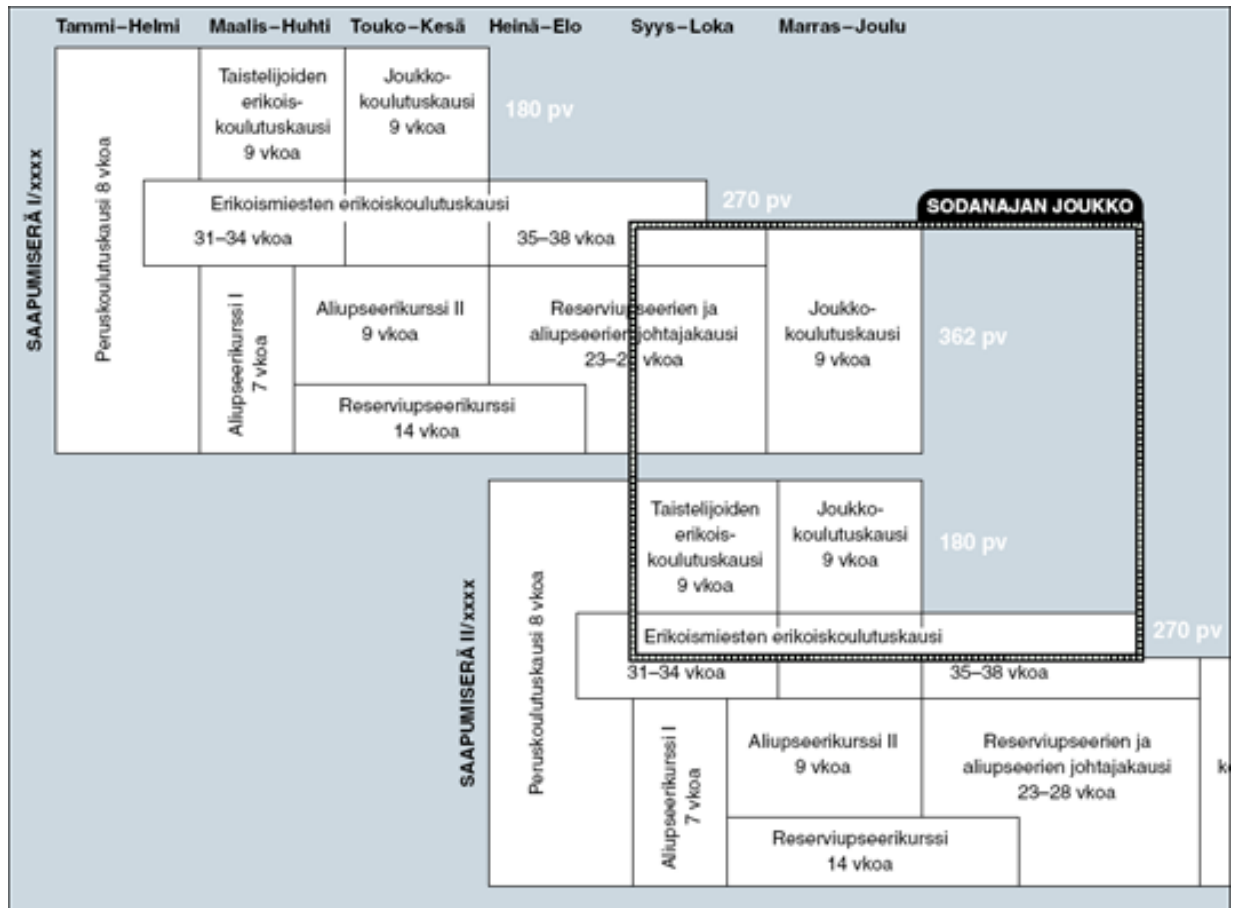 Tammi–Helmi Maalis–Huhti Touko–Kesä Heinä–Elo Syys–Loka Marras–Joulu
SAAPUMISERÄ I/xxxx
Peruskoulutuskausi 8 vkoa
Taistelijoiden
erikois-
koulutuskausi
9 vkoa
Joukko-
koulutuskausi
9 vkoa
180 pv
Erikoismiesten erikoiskoulutuskausi
31–34 vkoa 35–38 vkoa
270 pv
SODANAJAN JOUKKO
Aliupseerikurssi I
7 vkoa
Aliupseerikurssi II
9 vkoa
Reserviupseerikurssi
14 vkoa
Reserviupseerien ja
aliupseerien johtajakausi
vkoa
Joukko-
koulutuskausi
9 vkoa
362 pv
SAAPUMISERÄ II/xxxx
Peruskoulutuskausi 8 vkoa
Taistelijoiden
erikois-
koulutuskausi
9 vkoa
Joukko-
koulutuskausi
9 vkoa
180 pv
Erikoismiesten erikoiskoulutuskausi
31–34 vkoa 35–38 vkoa
270 pv
Aliupseerikurssi I
7 vkoa
Aliupseerikurssi II
9 vkoa
Reserviupseerikurssi
14 vkoa
Reserviupseerien ja
aliupseerien johtajakausi
23–28 vkoa